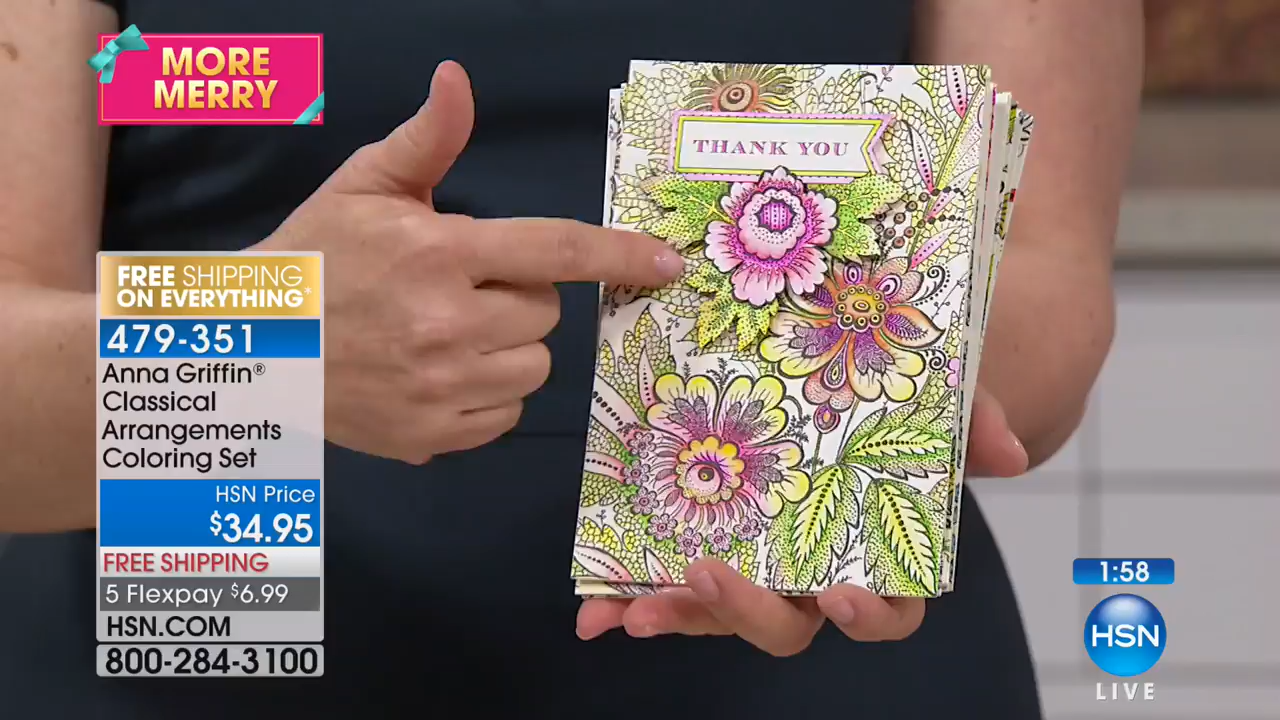 MORE
MERRY
THANK YOU
FREE SHIPPING
ON EVERYTHING*
479-351
Anna Griffin®
Classical
Arrangements
Coloring Set
HSN Price
$34.95
FREE SHIPPING
5 Flexpay $6.99
HSN.COM
800-284-3100
1:58
HSN
LIVE